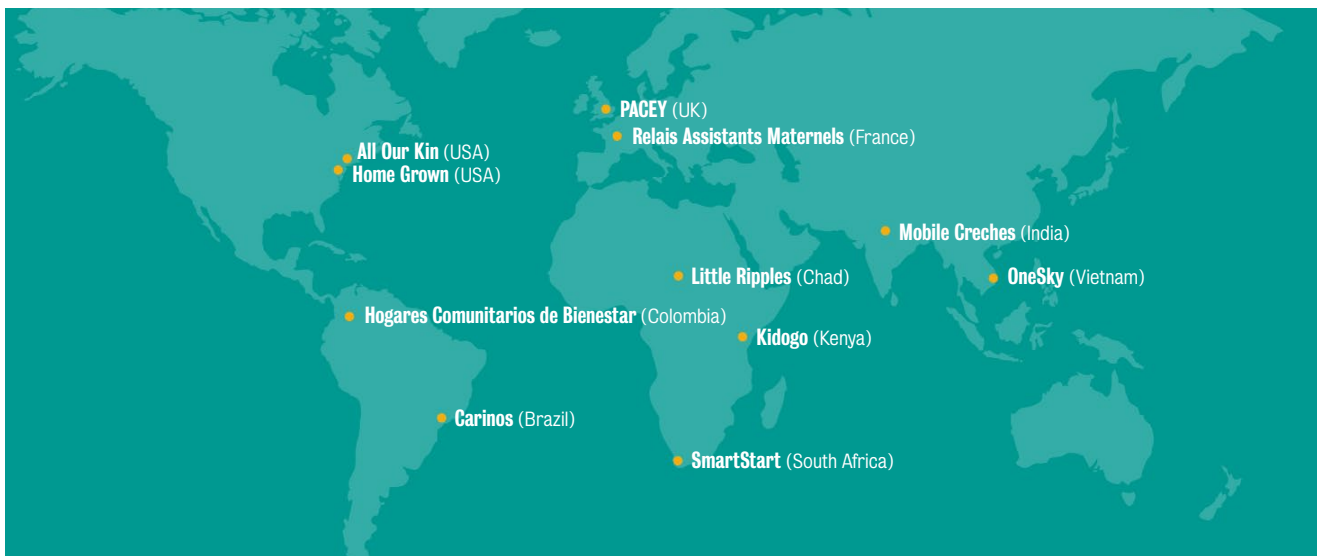 PACEY (UK)
Relais Assistants Maternels (France)
All Our Kin (USA)
Home Grown (USA)
Mobile Creches (India)
Little Ripples (Chad)
OneSky (Vietnam)
Hogares Comunitarios de Bienestar (Colombia)
Kidogo (Kenya)
Carinos (Brazil)
SmartStart (South Africa)